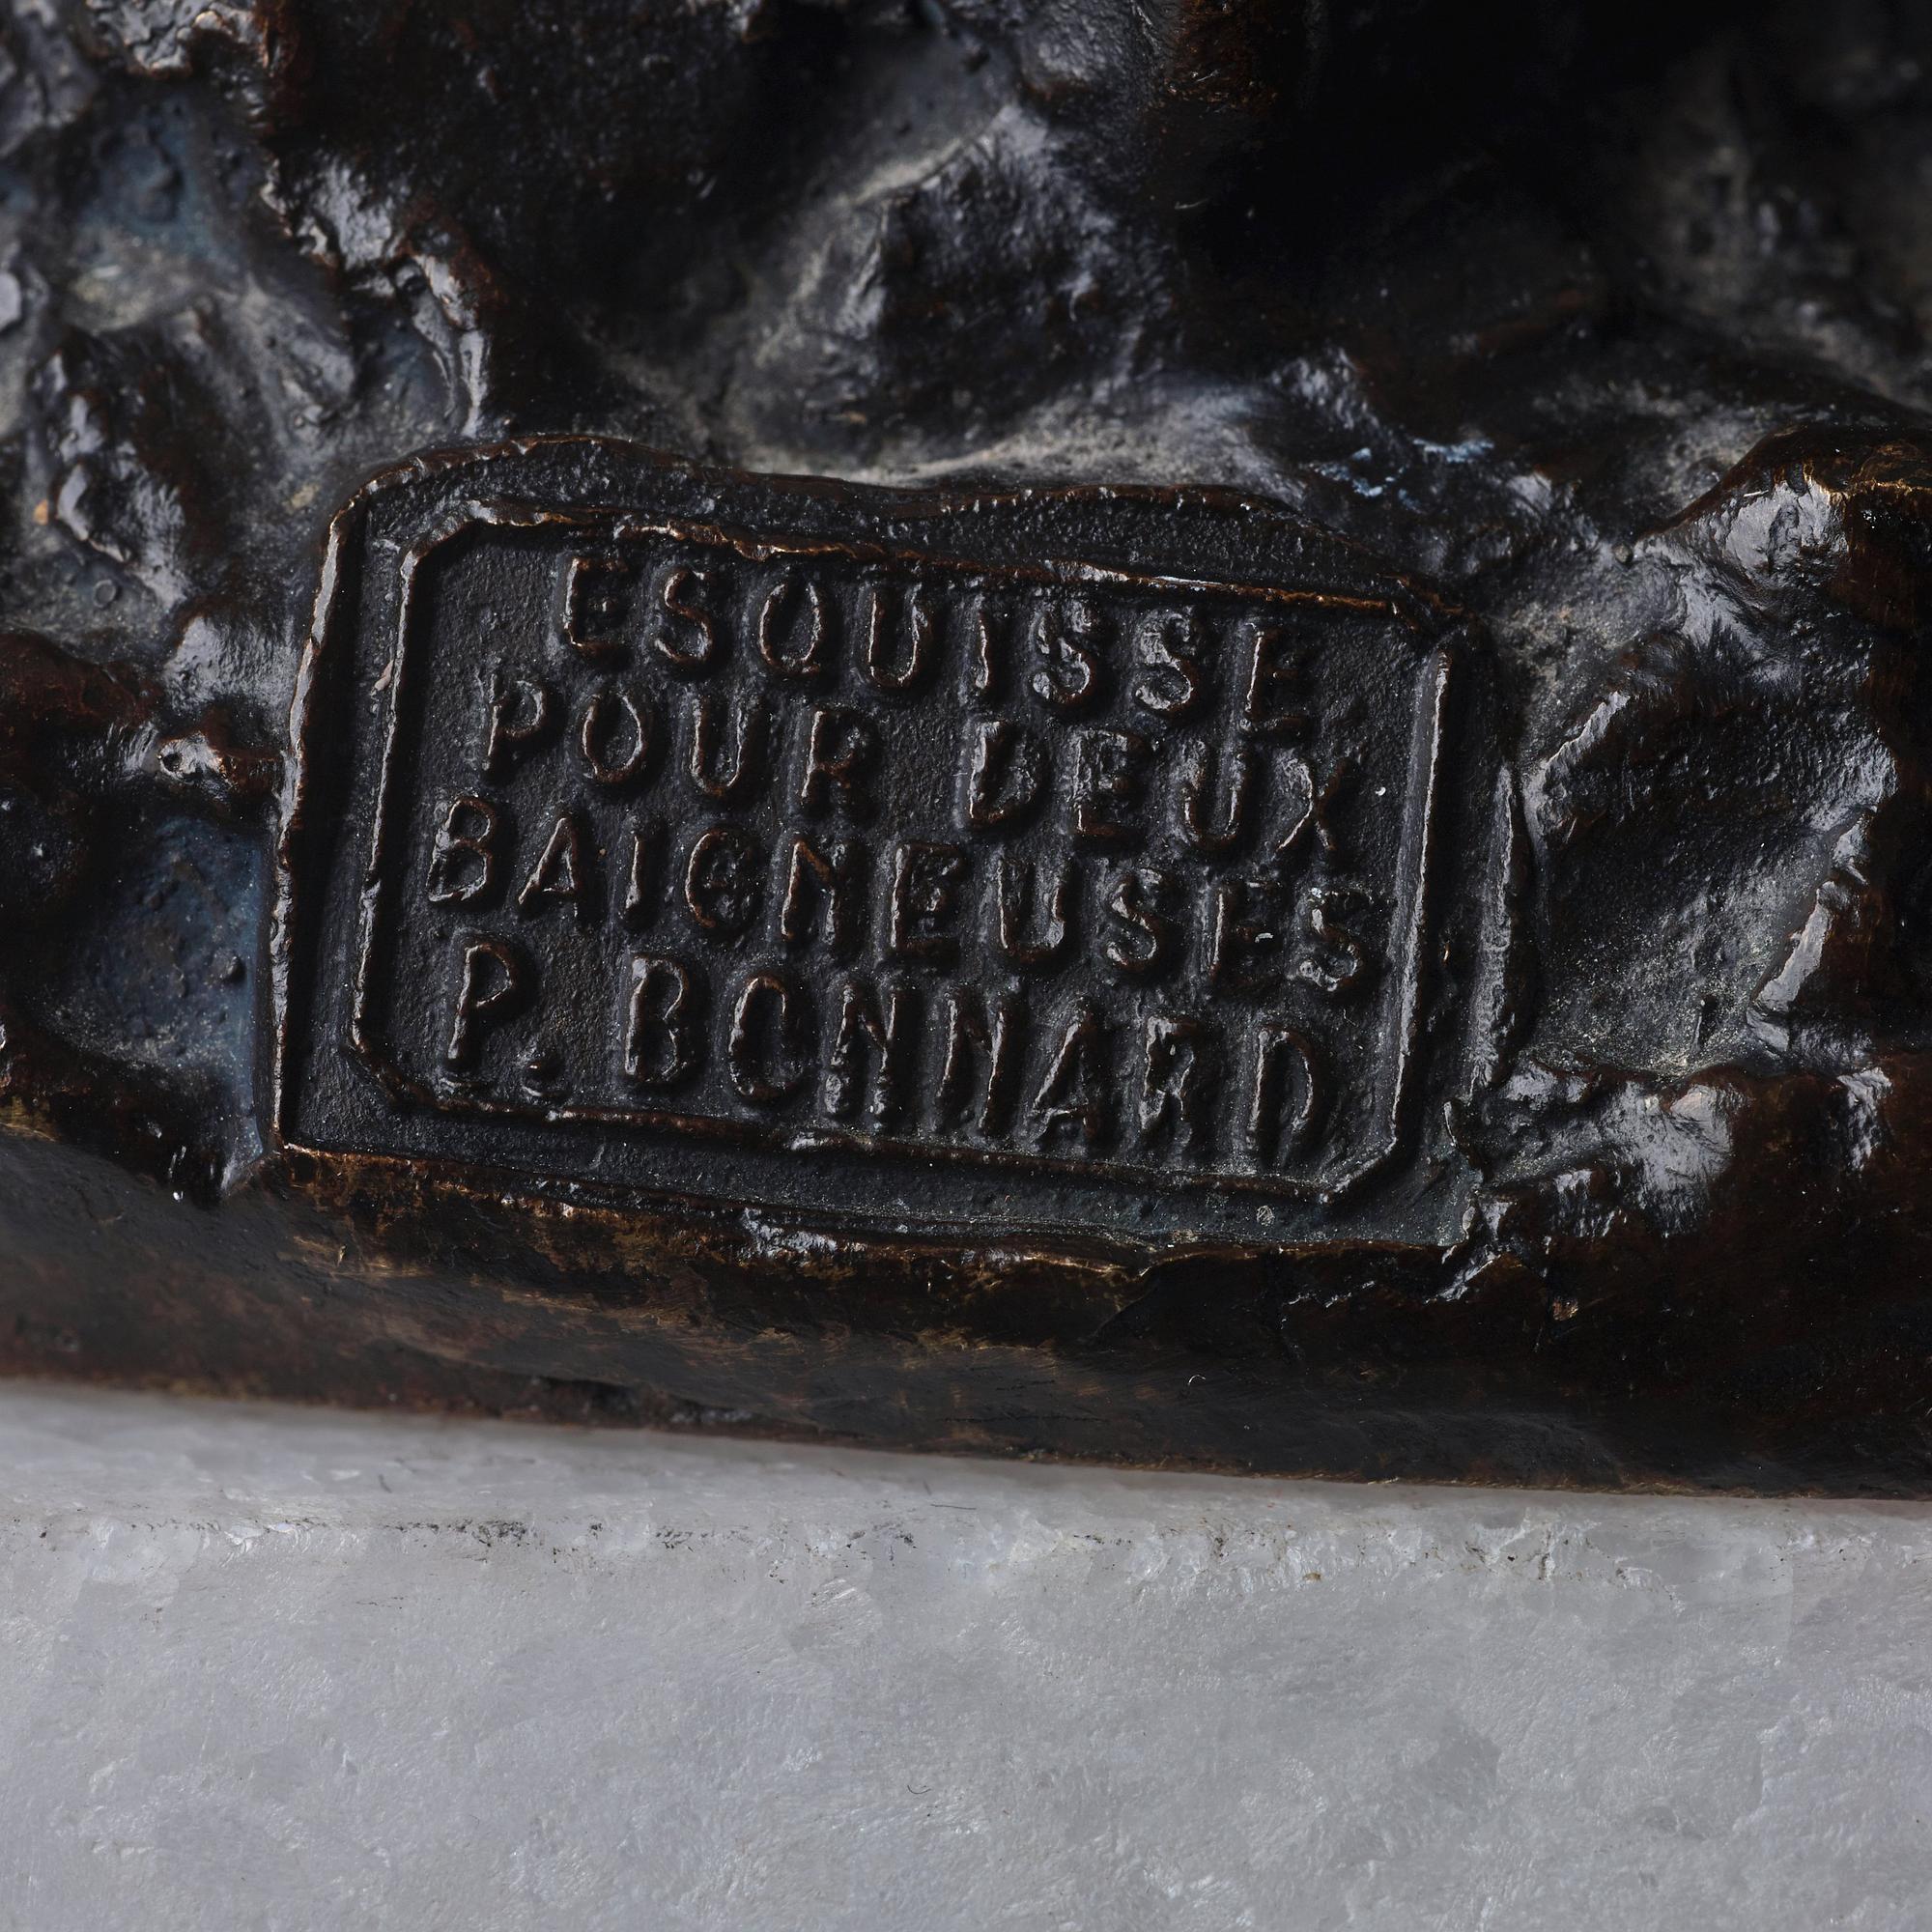 ESQUISSE
POUR DEUX
BAIGNEUSES
P. BONNARD